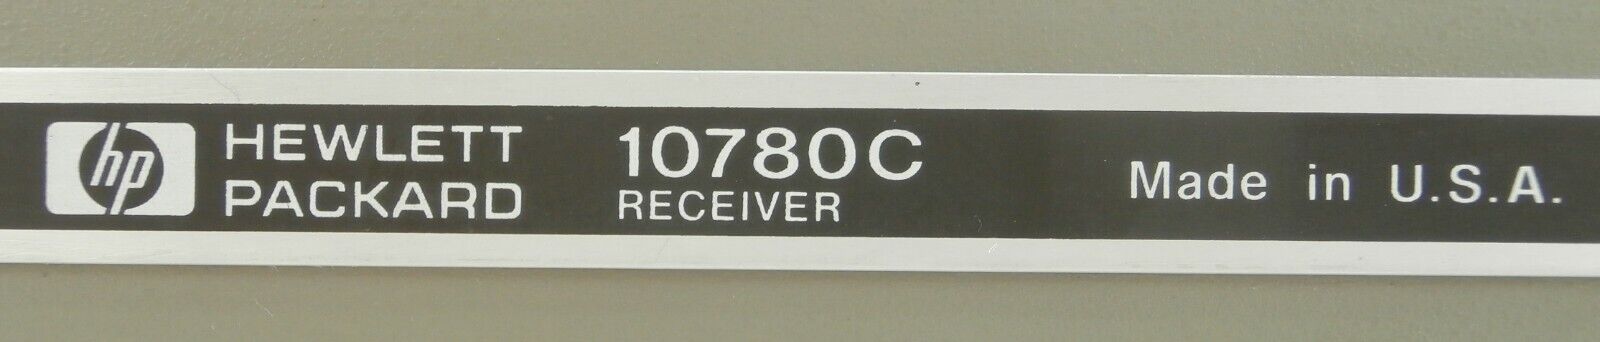 hp HEWLETT PACKARD
10780C
RECEIVER
Made in U.S.A.